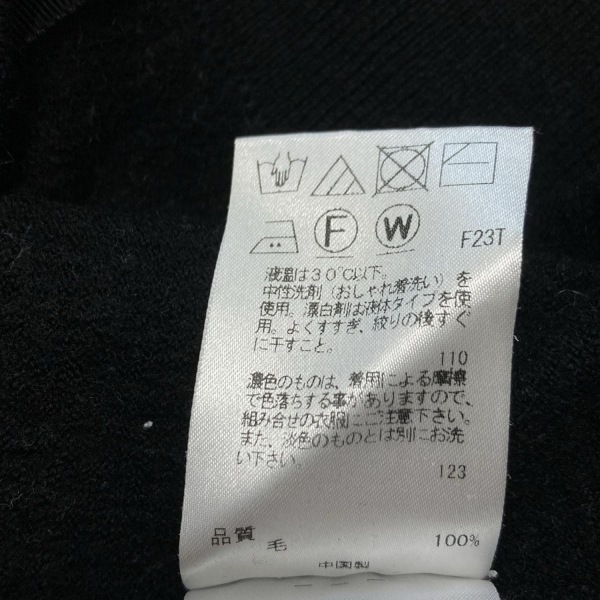 F W F23T
液温は30℃以下。
中性洗剤（おしゃれ着洗い）を
使用。漂白剤は液体タイプを使
用。よくすすぎ、絞りの後すぐ
に干すこと。
110
濃色のものは、着用による摩擦
で色落ちする事がありますので、
組み合せの衣服にご注意下さい。
また、淡色のものとは別にお洗
い下さい。
123
品質 毛 100%
中国製